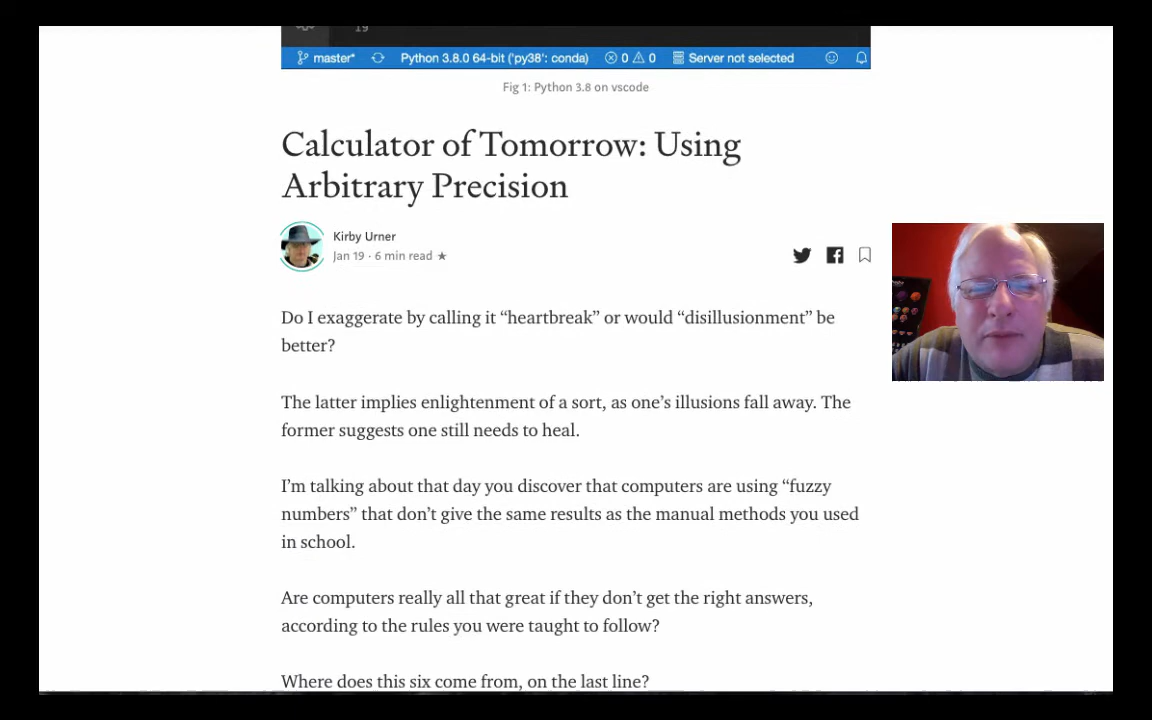 19
master* Python 3.8.0 64-bit ('py38': conda) 0 0 Server not selected
Fig 1: Python 3.8 on vscode
Calculator of Tomorrow: Using
Arbitrary Precision
Kirby Urner
Jan 19 · 6 min read ★
Do I exaggerate by calling it “heartbreak” or would “disillusionment” be
better?
The latter implies enlightenment of a sort, as one’s illusions fall away. The
former suggests one still needs to heal.
I’m talking about that day you discover that computers are using “fuzzy
numbers” that don’t give the same results as the manual methods you used
in school.
Are computers really all that great if they don’t get the right answers,
according to the rules you were taught to follow?
Where does this six come from, on the last line?